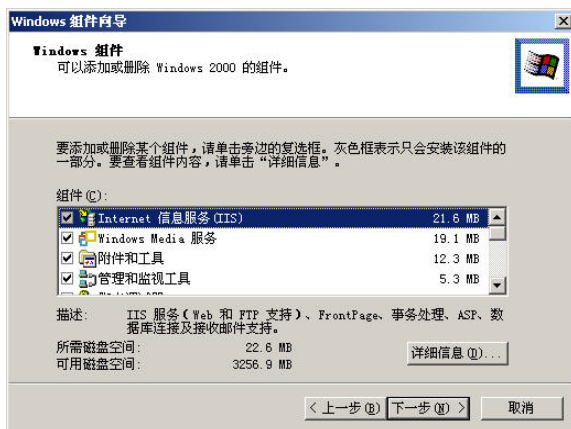 Windows 组件向导
Windows 组件
可以添加或删除 Windows 2000 的组件。
要添加或删除某个组件，请单击旁边的复选框。灰色框表示只会安装该组件的
一部分。要查看组件内容，请单击“详细信息”。
组件(C):
Internet 信息服务(IIS) 21.6 MB
Windows Media 服务 19.1 MB
附件和工具 12.3 MB
管理和监视工具 5.3 MB
描述: IIS 服务(Web 和 FTP 支持)、FrontPage、事务处理、ASP、数
据库连接及接收邮件支持。
所需磁盘空间: 22.6 MB
可用磁盘空间: 3256.9 MB
详细信息(D)...
< 上一步(B) 下一步(N) > 取消